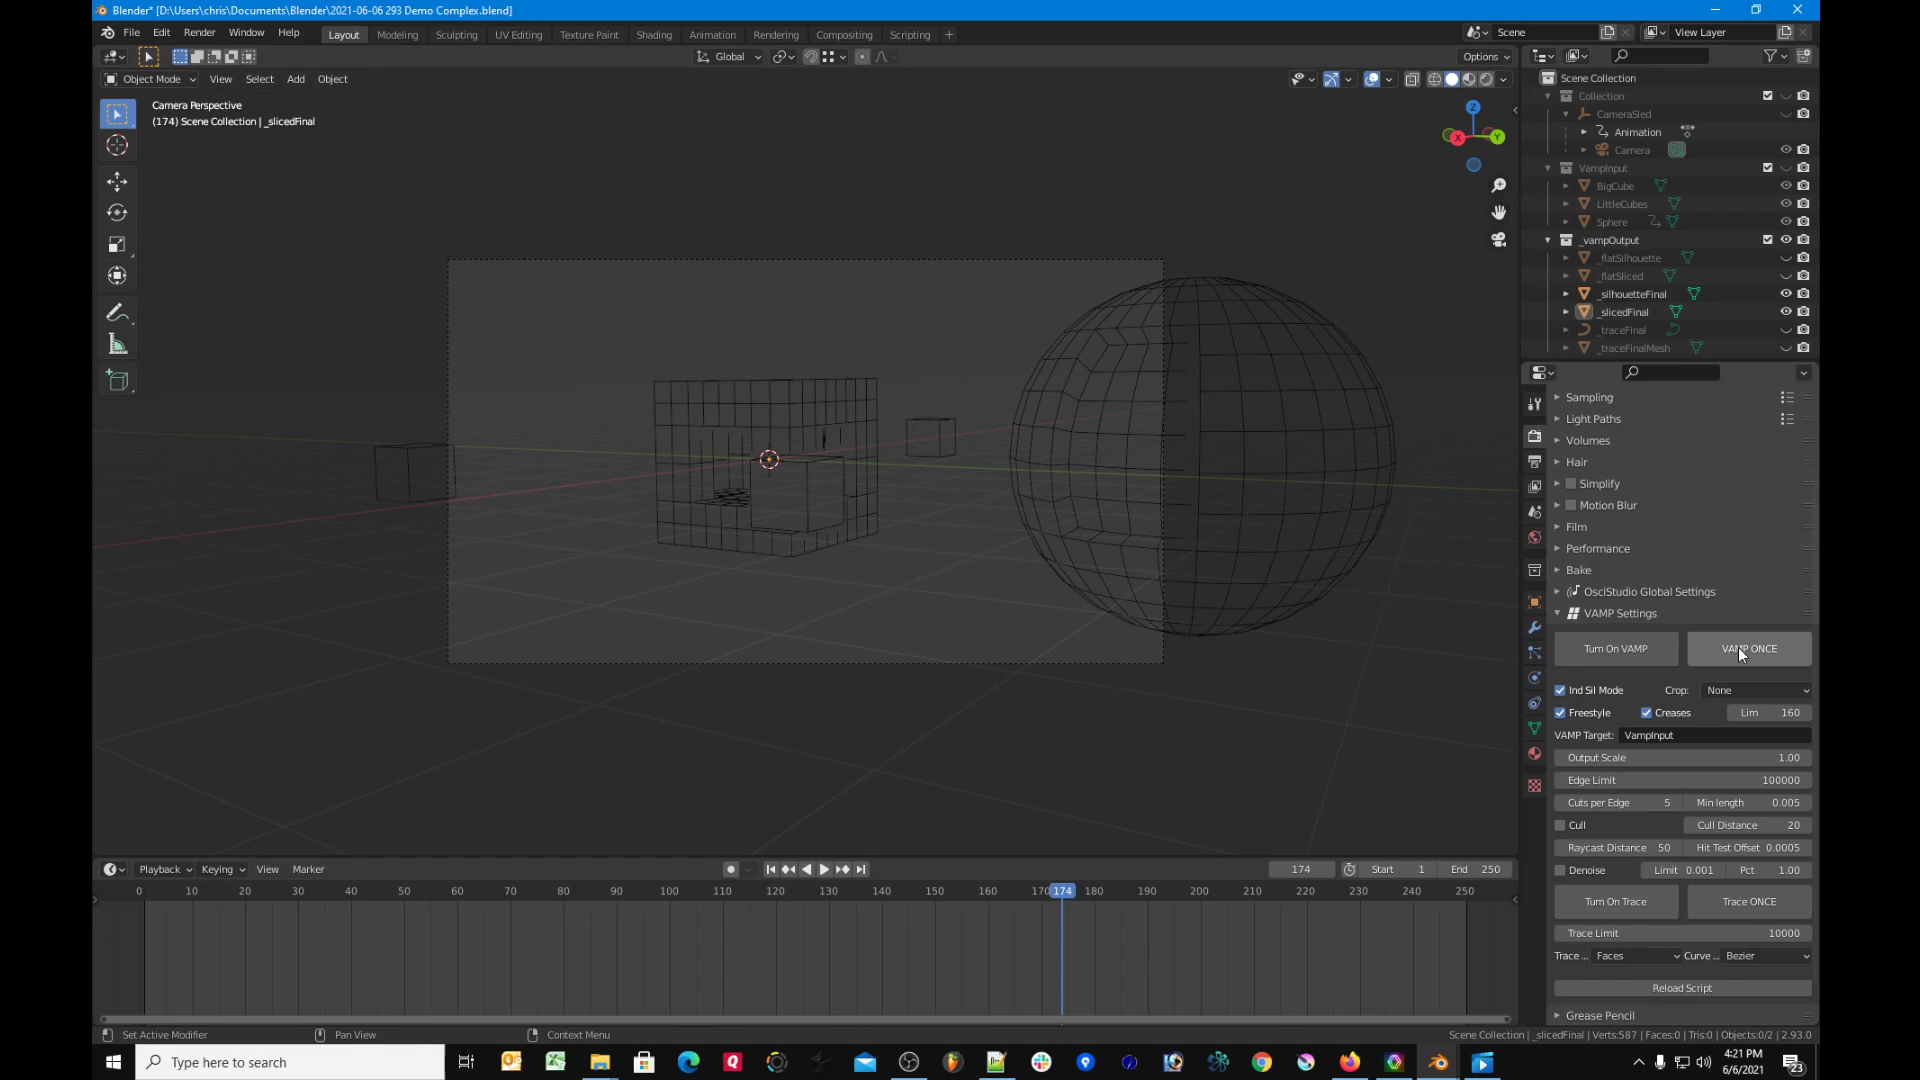 Blender* [D:\Users\chris\Documents\Blender\2021-06-06 293 Demo Complex.blend]
File Edit Render Window Help Layout Modeling Sculpting UV Editing Texture Paint Shading Animation Rendering Compositing Scripting + Scene View Layer
Global Options
Object Mode View Select Add Object
Camera Perspective
(174) Scene Collection | _slicedFinal
Z
X
Y
Scene Collection
Collection
CameraSled
Animation
Camera
VampInput
BigCube
LittleCubes
Sphere
_vampOutput
_flatSilhouette
_flatSliced
_silhouetteFinal
_slicedFinal
_traceFinal
_traceFinalMesh
Sampling
Light Paths
Volumes
Hair
Simplify
Motion Blur
Film
Performance
Bake
OsciStudio Global Settings
VAMP Settings
Turn On VAMP VAMP ONCE
Ind Sil Mode Crop: None
Freestyle Creases Lim 160
VAMP Target: VampInput
Output Scale 1.00
Edge Limit 100000
Cuts per Edge 5 Min length 0.005
Cull Cull Distance 20
Raycast Distance 50 Hit Test Offset 0.0005
Denoise Limit 0.001 Pct 1.00
Turn On Trace Trace ONCE
Trace Limit 10000
Trace ... Faces Curve ... Bezier
Reload Script
Grease Pencil
Playback Keying View Marker 174 Start 1 End 250
0 10 20 30 40 50 60 70 80 90 100 110 120 130 140 150 160 170 174 180 190 200 210 220 230 240 250
Set Active Modifier Pan View Context Menu Scene Collection | _slicedFinal | Verts:587 | Faces:0 | Tris:0 | Objects:0/2 | 2.93.0
Type here to search
4:21 PM
6/6/2021
23